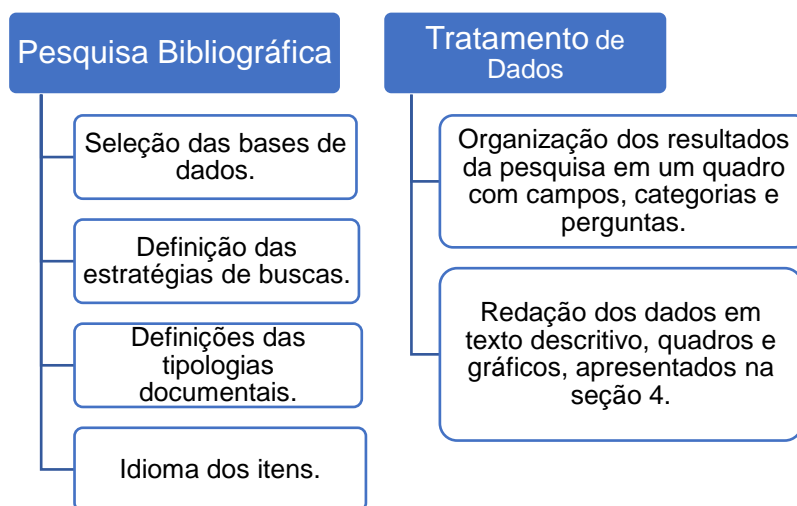 Pesquisa Bibliográfica
Seleção das bases de
dados.
Definição das
estratégias de buscas.
Definições das
tipologias
documentais.
Idioma dos itens.
Tratamento de
Dados
Organização dos resultados
da pesquisa em um quadro
com campos, categorias e
perguntas.
Redação dos dados em
texto descritivo, quadros e
gráficos, apresentados na
seção 4.